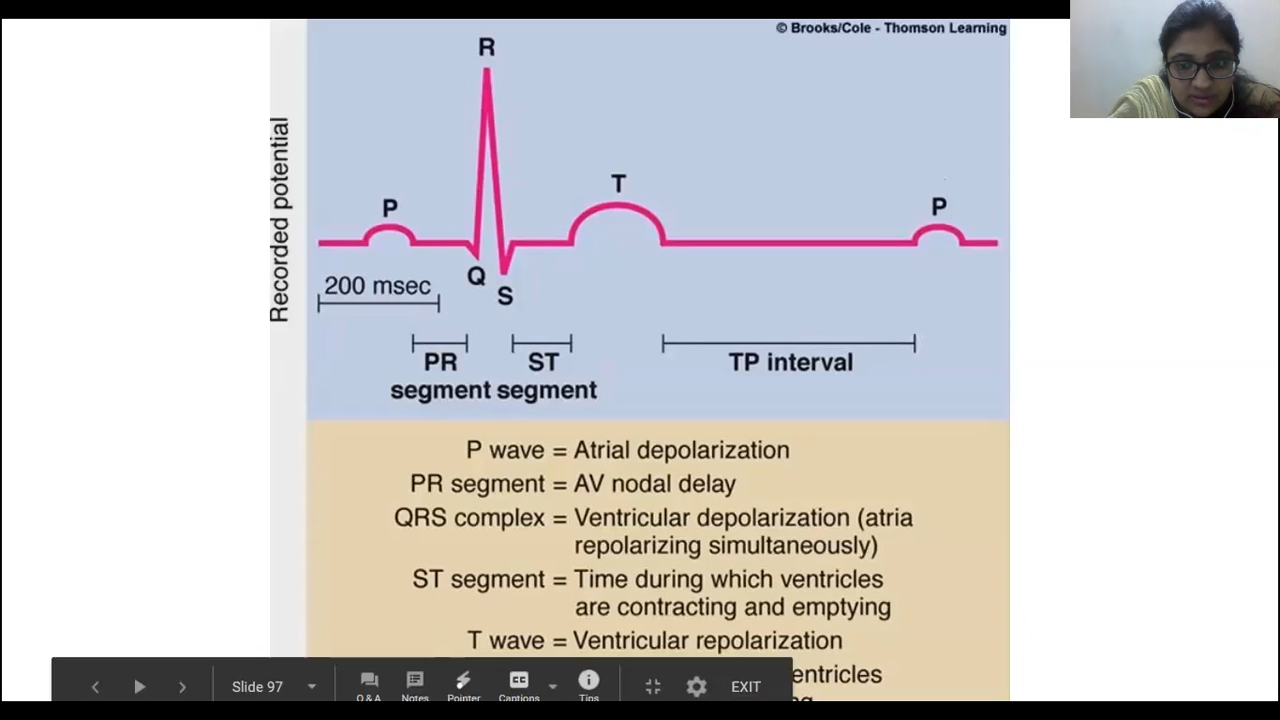 © Brooks/Cole - Thomson Learning
Recorded potential
R
P
T
P
Q
S
200 msec
PR
segment
ST
segment
TP interval
P wave = Atrial depolarization
PR segment = AV nodal delay
QRS complex = Ventricular depolarization (atria
repolarizing simultaneously)
ST segment = Time during which ventricles
are contracting and emptying
T wave = Ventricular repolarization
entricles
Slide 97
Q & A
Notes
Pointer
CC
Captions
Tips
EXIT